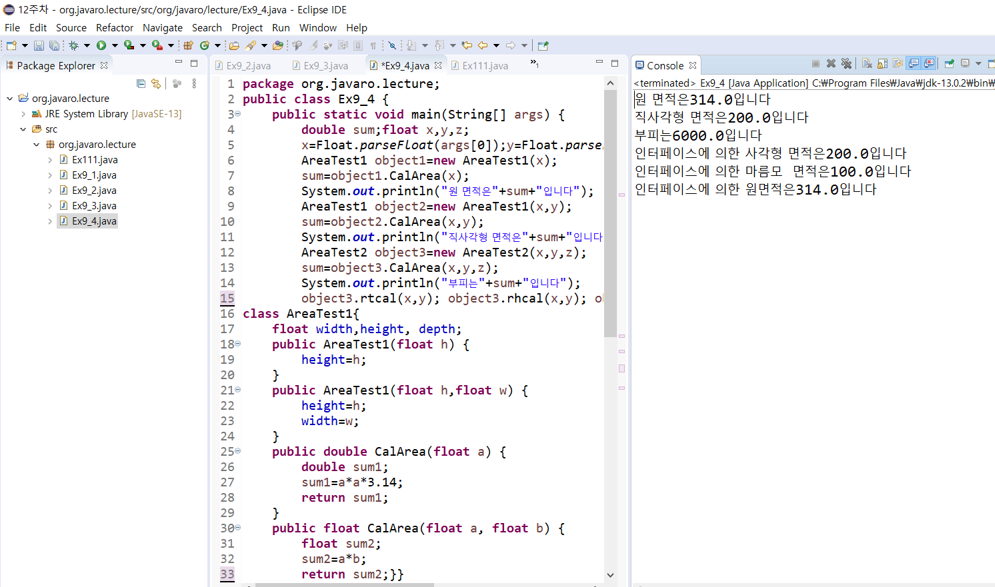 12주차 - org.javaro.lecture/src/org/javaro/lecture/Ex9_4.java - Eclipse IDE
File Edit Source Refactor Navigate Search Project Run Window Help
Package Explorer
org.javaro.lecture
JRE System Library [JavaSE-13]
src
org.javaro.lecture
Ex111.java
Ex9_1.java
Ex9_2.java
Ex9_3.java
Ex9_4.java
Ex9_2.java Ex9_3.java *Ex9_4.java Ex111.java »1
1 package org.javaro.lecture;
2 public class Ex9_4 {
3 public static void main(String[] args) {
4 double sum;float x,y,z;
5 x=Float.parseFloat(args[0]);y=Float.parse
6 AreaTest1 object1=new AreaTest1(x);
7 sum=object1.CalArea(x);
8 System.out.println("원 면적은"+sum+"입니다");
9 AreaTest1 object2=new AreaTest1(x,y);
10 sum=object2.CalArea(x,y);
11 System.out.println("직사각형 면적은"+sum+"입니다
12 AreaTest2 object3=new AreaTest2(x,y,z);
13 sum=object3.CalArea(x,y,z);
14 System.out.println("부피는"+sum+"입니다");
15 object3.rtcal(x,y); object3.rhcal(x,y); o
16 class AreaTest1{
17 float width,height, depth;
18 public AreaTest1(float h) {
19 height=h;
20 }
21 public AreaTest1(float h,float w) {
22 height=h;
23 width=w;
24 }
25 public double CalArea(float a) {
26 double sum1;
27 sum1=a*a*3.14;
28 return sum1;
29 }
30 public float CalArea(float a, float b) {
31 float sum2;
32 sum2=a*b;
33 return sum2;}}
Console
<terminated> Ex9_4 [Java Application] C:₩Program Files₩Java₩jdk-13.0.2₩bin₩
원 면적은314.0입니다
직사각형 면적은200.0입니다
부피는6000.0입니다
인터페이스에 의한 사각형 면적은200.0입니다
인터페이스에 의한 마름모 면적은100.0입니다
인터페이스에 의한 원면적은314.0입니다